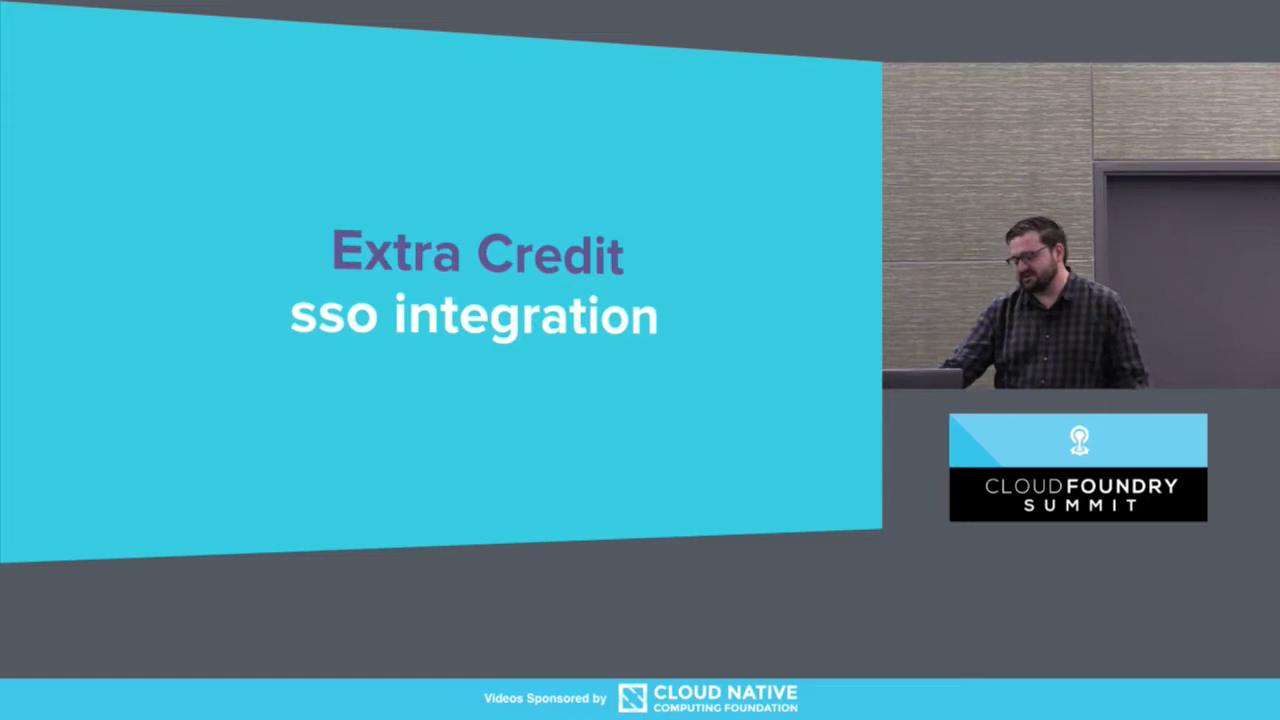 Extra Credit
sso integration
CLOUDFOUNDRY
SUMMIT
Videos Sponsored by
CLOUD NATIVE
COMPUTING FOUNDATION